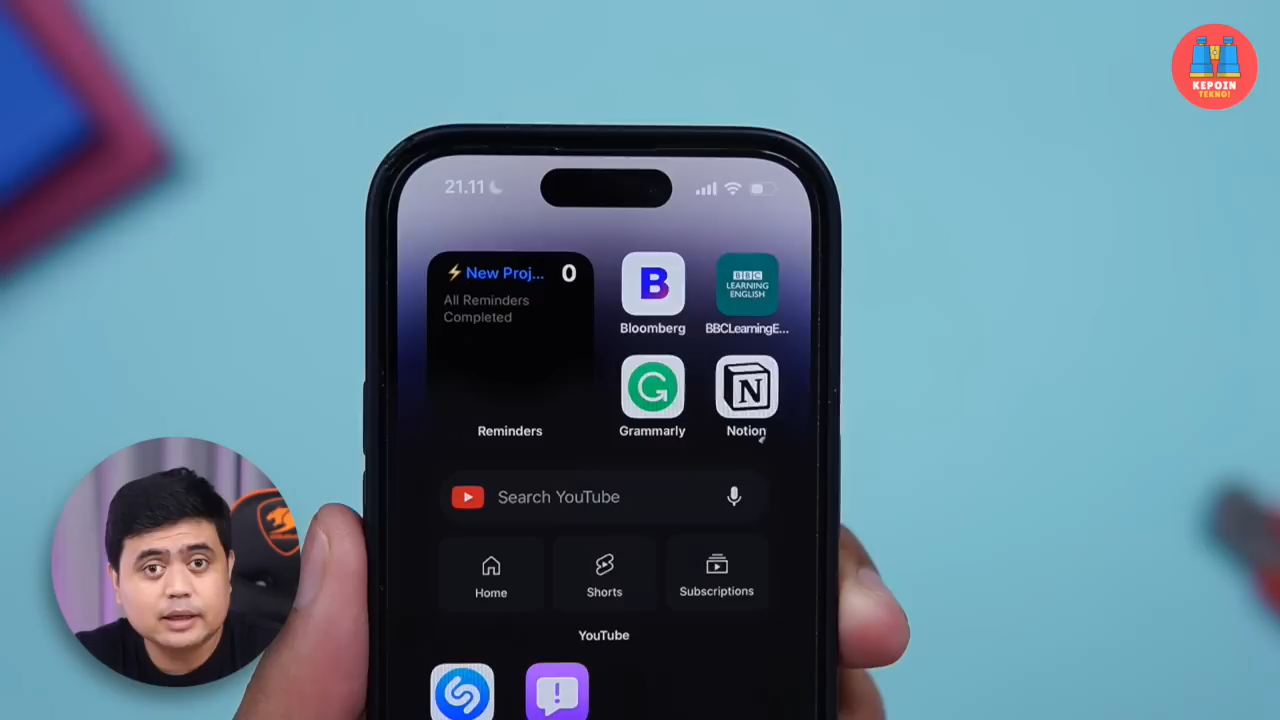 KEPOIN
TEKNO!
21.11
New Proj... 0
All Reminders
Completed
Reminders
B
Bloomberg
BBC
LEARNING
ENGLISH
BBCLearningE...
G
Grammarly
N
Notion
Search YouTube
Home
Shorts
Subscriptions
YouTube
!